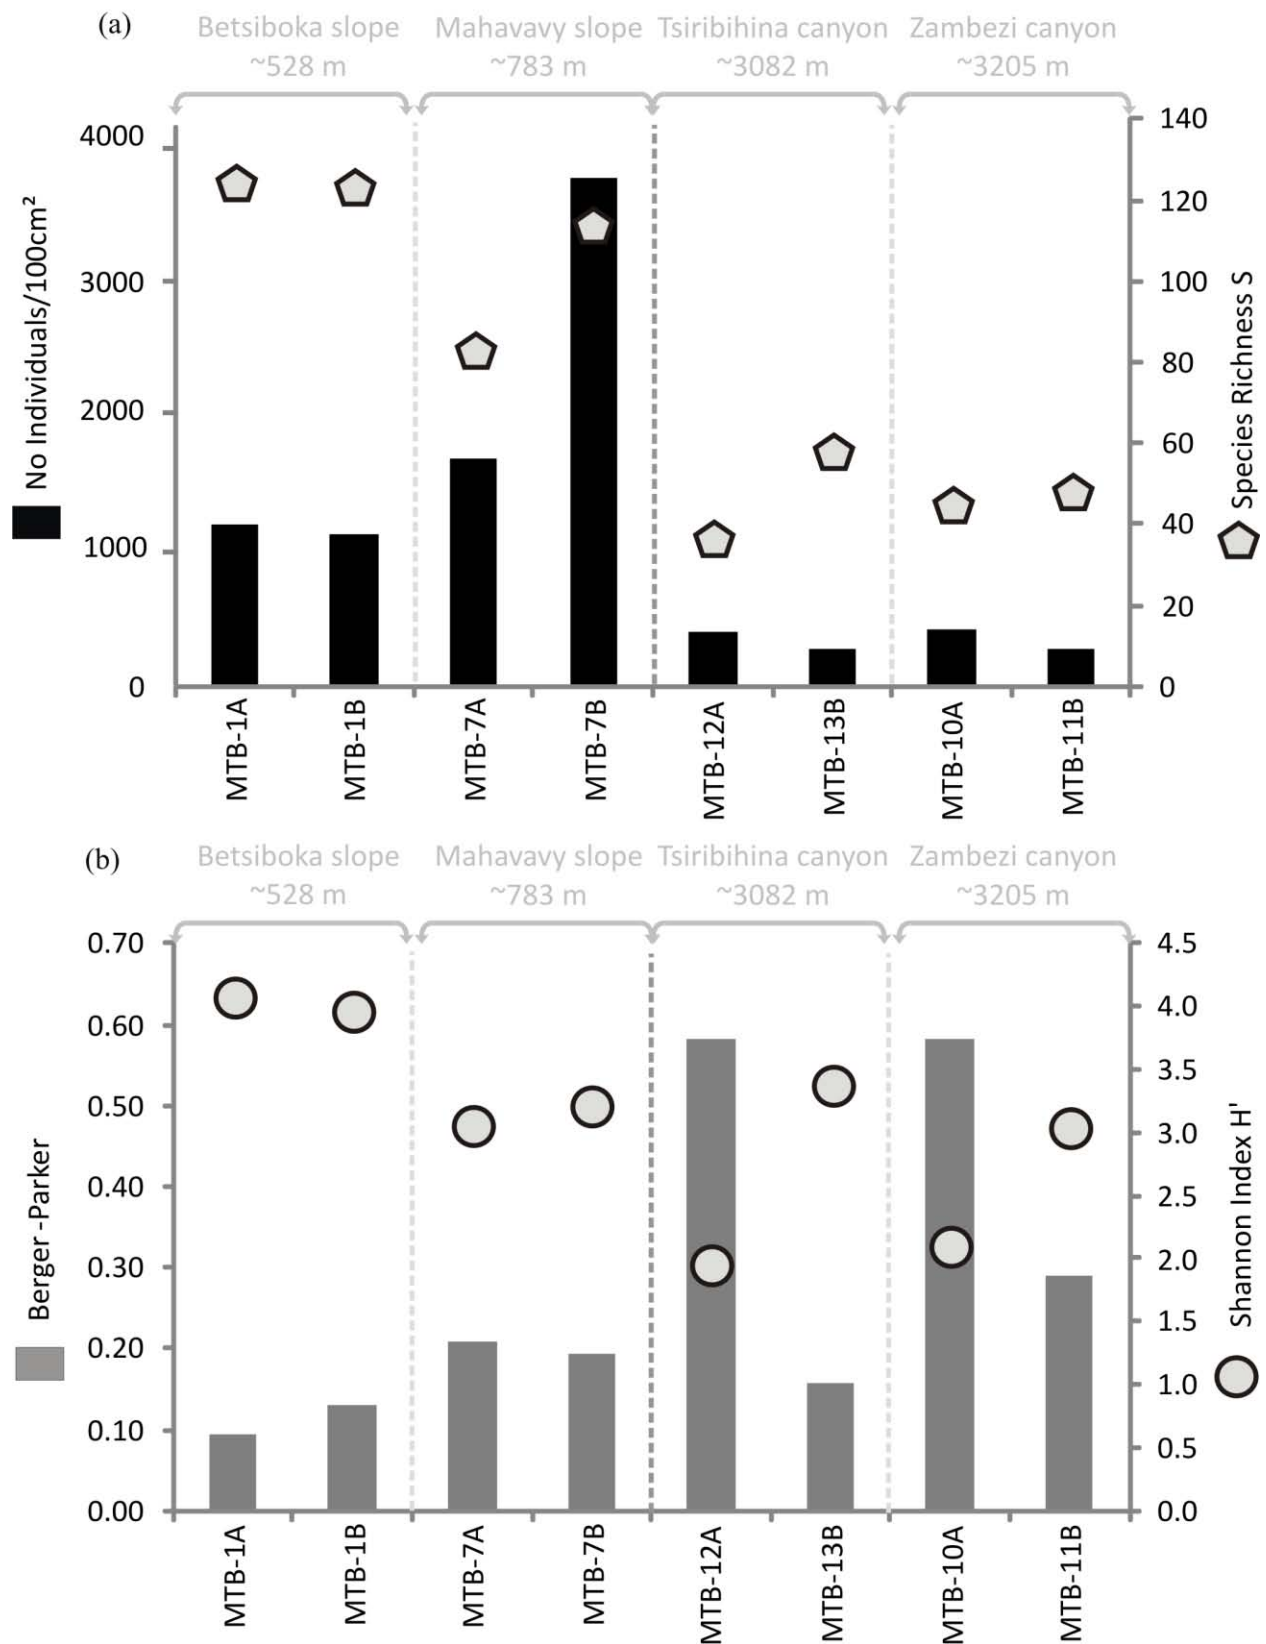 (a)
Betsiboka slope
~528 m
Mahavavy slope
~783 m
Tsiribihina canyon
~3082 m
Zambezi canyon
~3205 m
No Individuals/100cm²
4000
3000
2000
1000
0
140
120
100
80
60
40
20
0
Species Richness S
MTB-1A
MTB-1B
MTB-7A
MTB-7B
MTB-12A
MTB-13B
MTB-10A
MTB-11B
(b)
Betsiboka slope
~528 m
Mahavavy slope
~783 m
Tsiribihina canyon
~3082 m
Zambezi canyon
~3205 m
Berger -Parker
0.70
0.60
0.50
0.40
0.30
0.20
0.10
0.00
4.5
4.0
3.5
3.0
2.5
2.0
1.5
1.0
0.5
0.0
Shannon Index H'
MTB-1A
MTB-1B
MTB-7A
MTB-7B
MTB-12A
MTB-13B
MTB-10A
MTB-11B